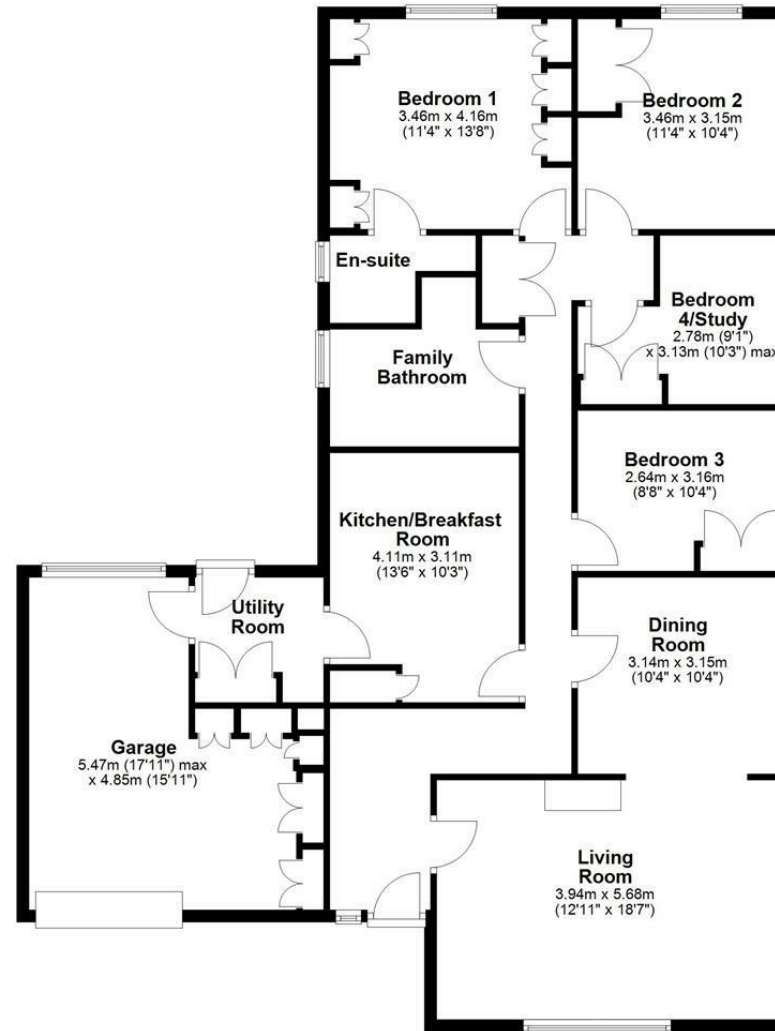 Bedroom 1
3.46m x 4.16m
(11'4" x 13'8")
Bedroom 2
3.46m x 3.15m
(11'4" x 10'4")
En-suite
Bedroom
4/Study
2.78m (9'1")
x 3.13m (10'3") max
Family
Bathroom
Bedroom 3
2.64m x 3.16m
(8'8" x 10'4")
Kitchen/Breakfast
Room
4.11m x 3.11m
(13'6" x 10'3")
Utility
Room
Dining
Room
3.14m x 3.15m
(10'4" x 10'4")
Garage
5.47m (17'11") max
x 4.85m (15'11")
Living
Room
3.94m x 5.68m
(12'11" x 18'7")